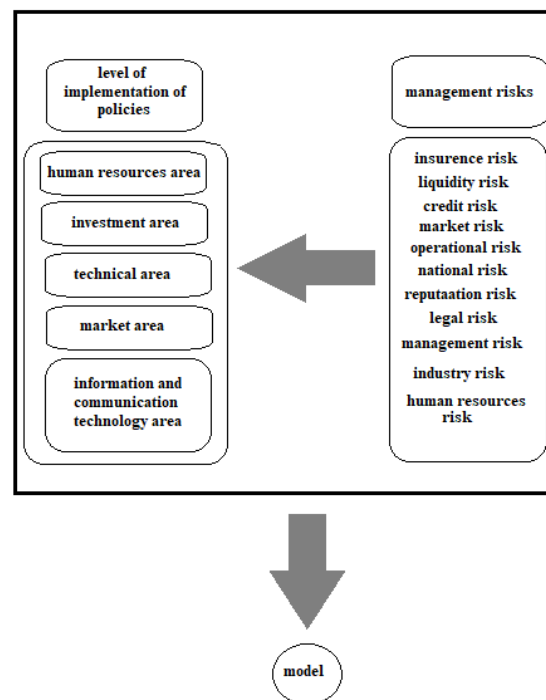 level of
implementation of
policies
human resources area
investment area
technical area
market area
information and
communication
technology area
management risks
insurence risk
liquidity risk
credit risk
market risk
operational risk
national risk
reputaation risk
legal risk
management risk
industry risk
human resources
risk
model